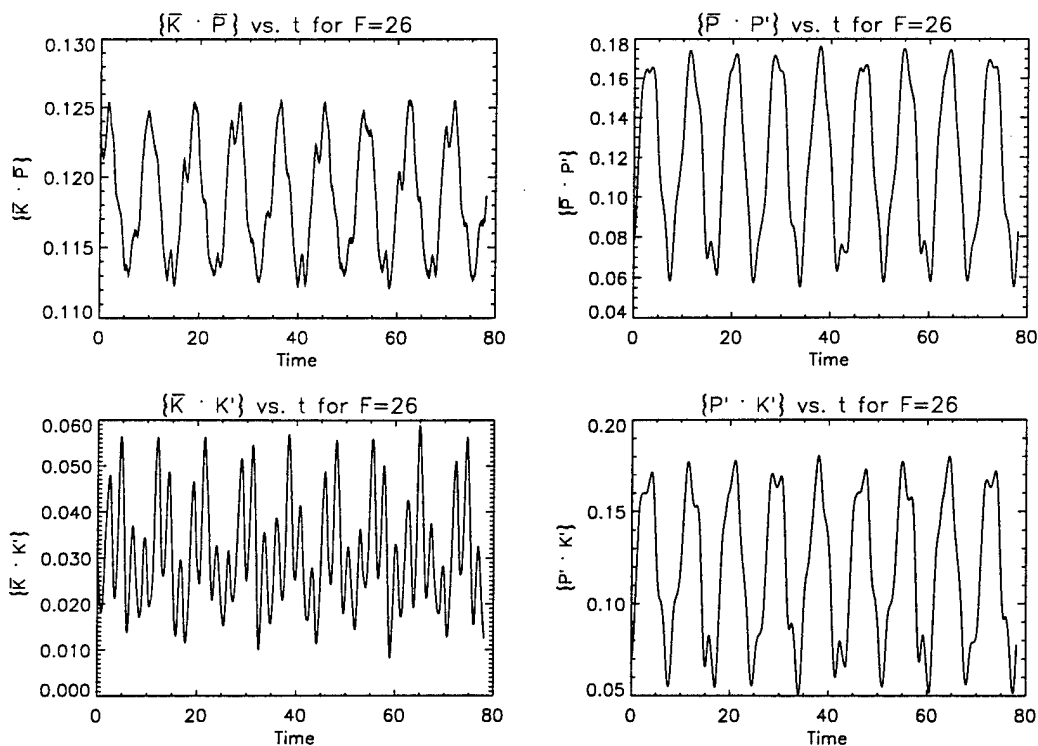 {K̅ · P̅} vs. t for F=26
0.130
0.125
0.120
0.115
0.110
{K̅ · P̅}
0 20 40 60 80
Time
{P̅ · P'} vs. t for F=26
0.18
0.16
0.14
0.12
0.10
0.08
0.06
0.04
{P̅ · P'}
0 20 40 60 80
Time
{K̅ · K'} vs. t for F=26
0.060
0.050
0.040
0.030
0.020
0.010
0.000
{K̅ · K'}
0 20 40 60 80
Time
{P' · K'} vs. t for F=26
0.20
0.15
0.10
0.05
{P' · K'}
0 20 40 60 80
Time